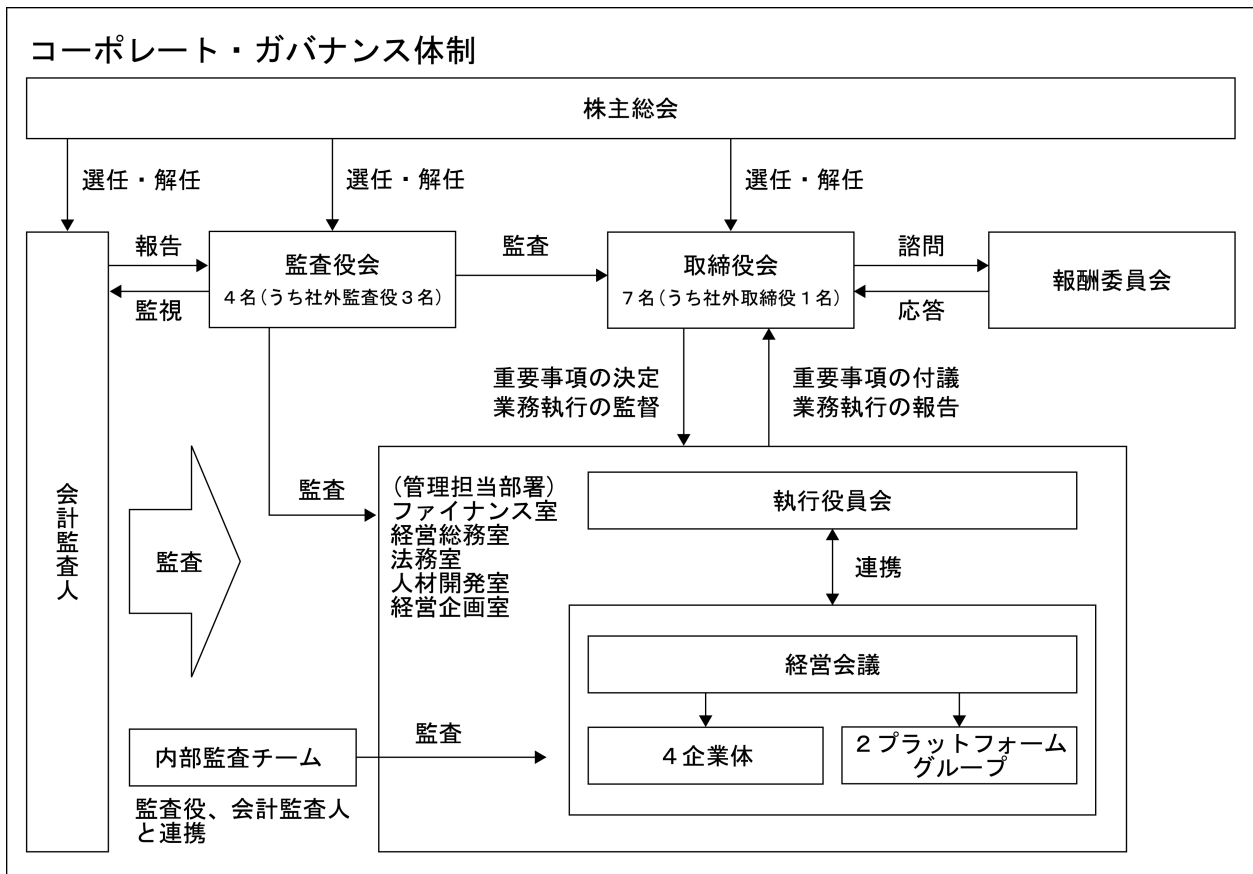 コーポレート・ガバナンス体制
株主総会
選任・解任
選任・解任
選任・解任
報告
監視
監査役会
4名(うち社外監査役3名)
監査
取締役会
7名(うち社外取締役1名)
諮問
応答
報酬委員会
重要事項の決定
業務執行の監督
重要事項の付議
業務執行の報告
会計監査人
監査
監査
(管理担当部署)
ファイナンス室
経営総務室
法務室
人材開発室
経営企画室
執行役員会
連携
経営会議
4企業体
2プラットフォーム
グループ
内部監査チーム
監査
監査役、会計監査人
と連携